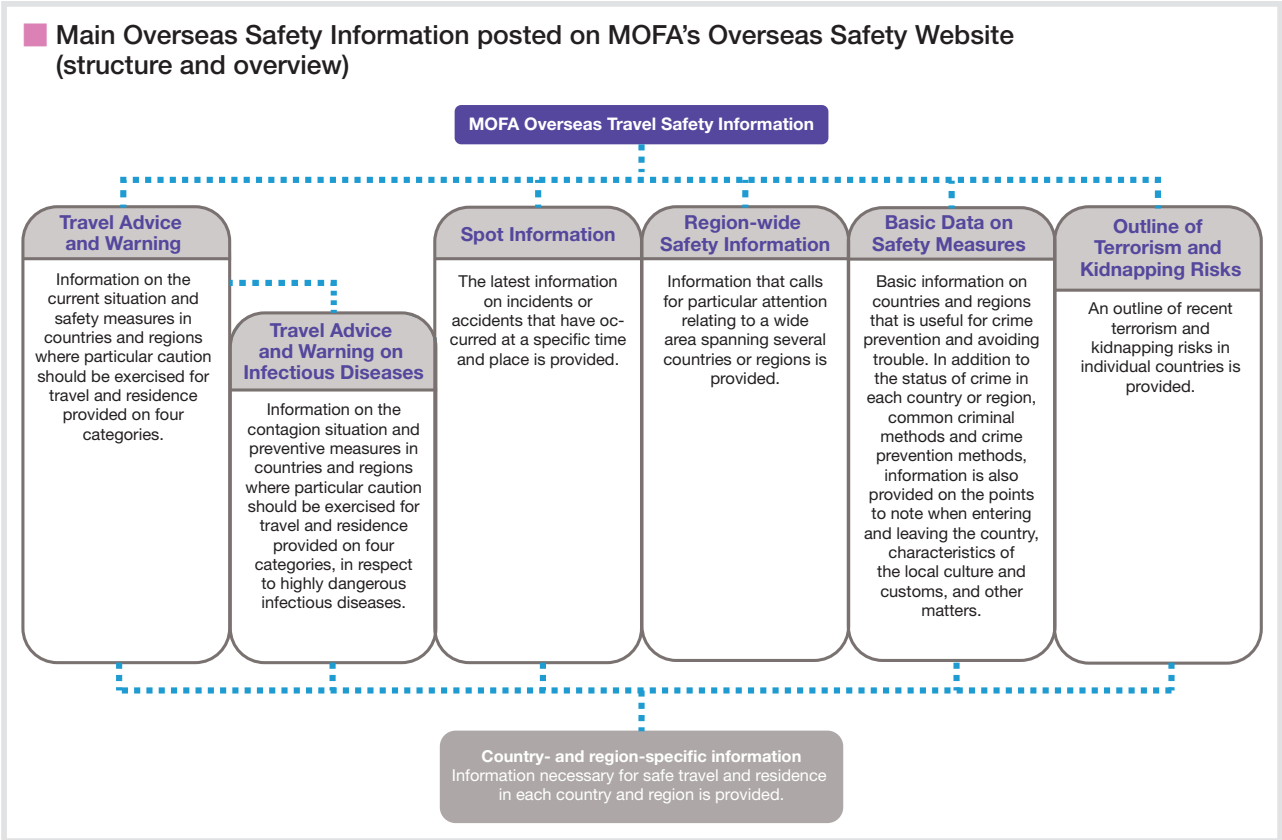 Main Overseas Safety Information posted on MOFA's Overseas Safety Website
(structure and overview)
MOFA Overseas Travel Safety Information
Travel Advice
and Warning
Information on the
current situation and
safety measures in
countries and regions
where particular caution
should be exercised for
travel and residence
provided on four
categories.
Travel Advice
and Warning on
Infectious Diseases
Information on the
contagion situation and
preventive measures in
countries and regions
where particular caution
should be exercised for
travel and residence
provided on four
categories, in respect
to highly dangerous
infectious diseases.
Spot Information
The latest information
on incidents or
accidents that have oc-
curred at a specific time
and place is provided.
Region-wide
Safety Information
Information that calls
for particular attention
relating to a wide
area spanning several
countries or regions is
provided.
Basic Data on
Safety Measures
Basic information on
countries and regions
that is useful for crime
prevention and avoiding
trouble. In addition to
the status of crime in
each country or region,
common criminal
methods and crime
prevention methods,
information is also
provided on the points
to note when entering
and leaving the country,
characteristics of
the local culture and
customs, and other
matters.
Outline of
Terrorism and
Kidnapping Risks
An outline of recent
terrorism and
kidnapping risks in
individual countries is
provided.
Country- and region-specific information
Information necessary for safe travel and residence
in each country and region is provided.